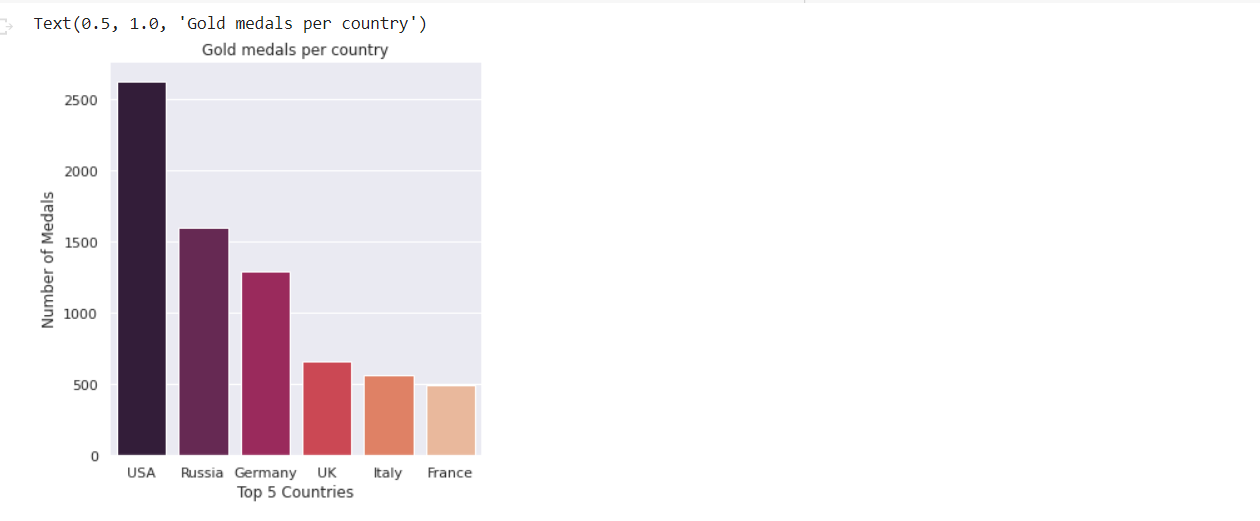 Text(0.5, 1.0, 'Gold medals per country')
Gold medals per country
2500
2000
1500
1000
500
0
Number of Medals
USA Russia Germany UK Italy France
Top 5 Countries